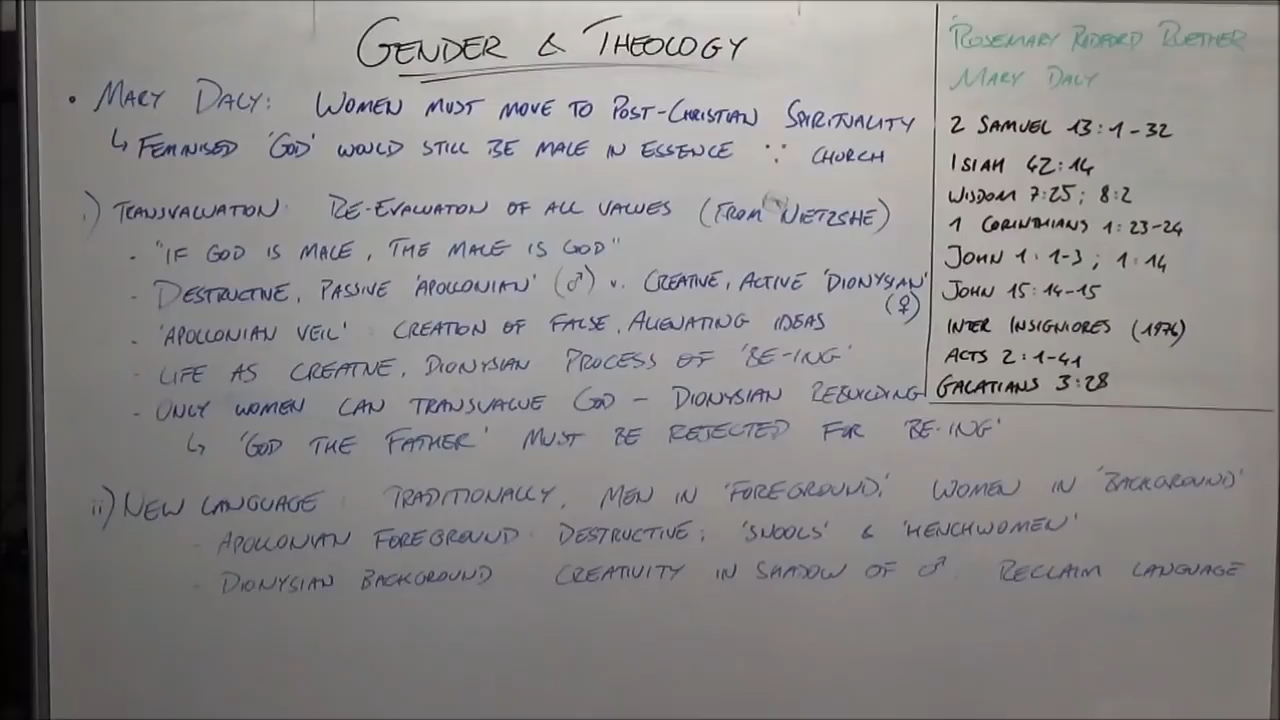 GENDER & THEOLOGY
• MARY DALY: WOMEN MUST MOVE TO POST-CHRISTIAN SPIRITUALITY
↳ FEMINISED 'GOD' WOULD STILL BE MALE IN ESSENCE ∵ CHURCH
i) TRANSVALUATION: RE-EVALUATON OF ALL VALUES (FROM NIETZSHE)
- "IF GOD IS MALE, THE MALE IS GOD"
- DESTRUCTIVE, PASSIVE 'APOLLONIAN' (♂) v. CREATIVE, ACTIVE 'DIONYSIAN' (♀)
- 'APOLLONIAN VEIL': CREATION OF FALSE, ALIENATING IDEAS
- LIFE AS CREATIVE, DIONYSIAN PROCESS OF 'BE-ING'
- ONLY WOMEN CAN TRANSVALUE GOD – DIONYSIAN REBUILDING
↳ 'GOD THE FATHER' MUST BE REJECTED FOR 'BE-ING'
ii) NEW LANGUAGE: TRADITIONALLY, MEN IN 'FOREGROUND', WOMEN IN 'BACKGROUND'
- APOLLONIAN FOREGROUND: DESTRUCTIVE; 'SNOOLS' & 'HENCHWOMEN'
- DIONYSIAN BACKGROUND: CREATIVITY IN SHADOW OF ♂. RECLAIM LANGUAGE
ROSEMARY RADFORD RUETHER
MARY DALY
2 SAMUEL 13:1-32
ISIAH 42:14
WISDOM 7:25; 8:2
1 CORINTHIANS 1:23-24
JOHN 1:1-3; 1:14
JOHN 15:14-15
INTER INSIGNIORES (1976)
ACTS 2:1-41
GALATIANS 3:28